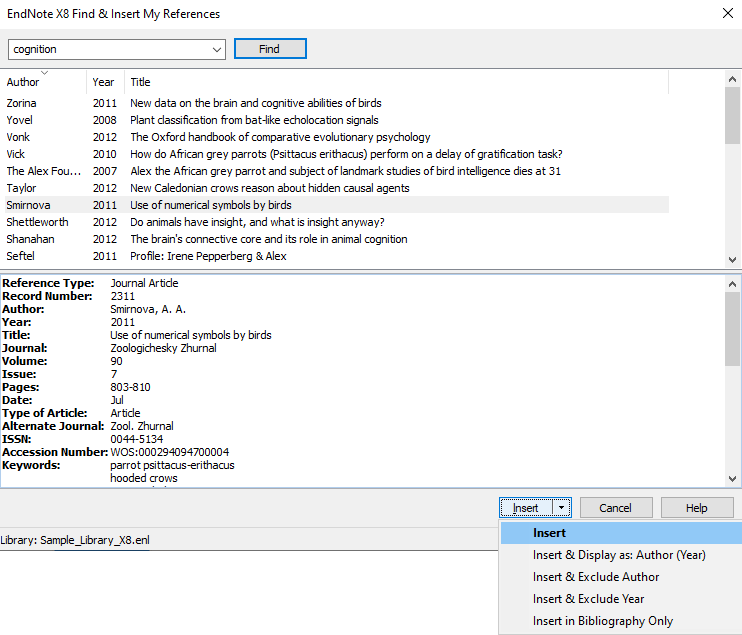 EndNote X8 Find & Insert My References
cognition
Find
Author Year Title
Zorina 2011 New data on the brain and cognitive abilities of birds
Yovel 2008 Plant classification from bat-like echolocation signals
Vonk 2012 The Oxford handbook of comparative evolutionary psychology
Vick 2010 How do African grey parrots (Psittacus erithacus) perform on a delay of gratification task?
The Alex Fou... 2007 Alex the African grey parrot and subject of landmark studies of bird intelligence dies at 31
Taylor 2012 New Caledonian crows reason about hidden causal agents
Smirnova 2011 Use of numerical symbols by birds
Shettleworth 2012 Do animals have insight, and what is insight anyway?
Shanahan 2012 The brain's connective core and its role in animal cognition
Seftel 2011 Profile: Irene Pepperberg & Alex
Reference Type: Journal Article
Record Number: 2311
Author: Smirnova, A. A.
Year: 2011
Title: Use of numerical symbols by birds
Journal: Zoologichesky Zhurnal
Volume: 90
Issue: 7
Pages: 803-810
Date: Jul
Type of Article: Article
Alternate Journal: Zool. Zhurnal
ISSN: 0044-5134
Accession Number: WOS:000294094700004
Keywords: parrot psittacus-erithacus
hooded crows
Insert Cancel Help
Library: Sample_Library_X8.enl
Insert
Insert & Display as: Author (Year)
Insert & Exclude Author
Insert & Exclude Year
Insert in Bibliography Only